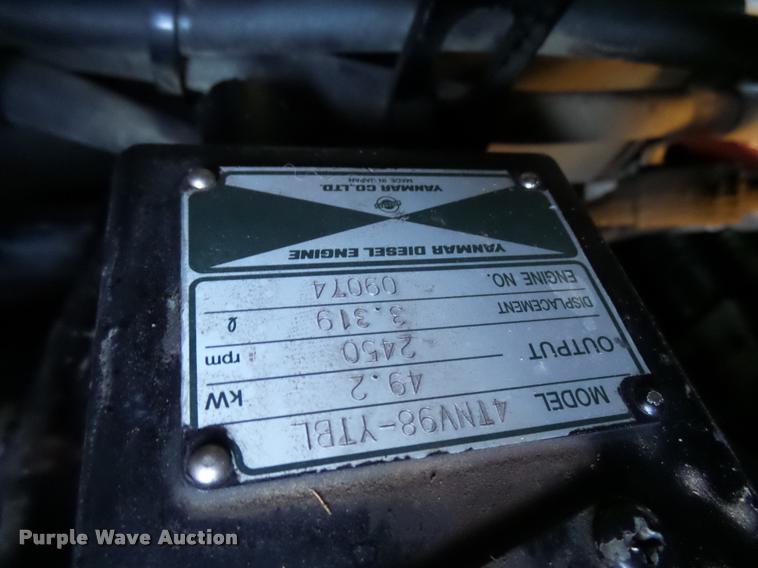 MODEL 4TNV98-YTBL
OUTPUT 49.2 kW
2450 rpm
DISPLACEMENT 3.319 ℓ
ENGINE NO. 09074
YANMAR DIESEL ENGINE
YANMAR CO.,LTD.
MADE IN JAPAN
Purple Wave Auction